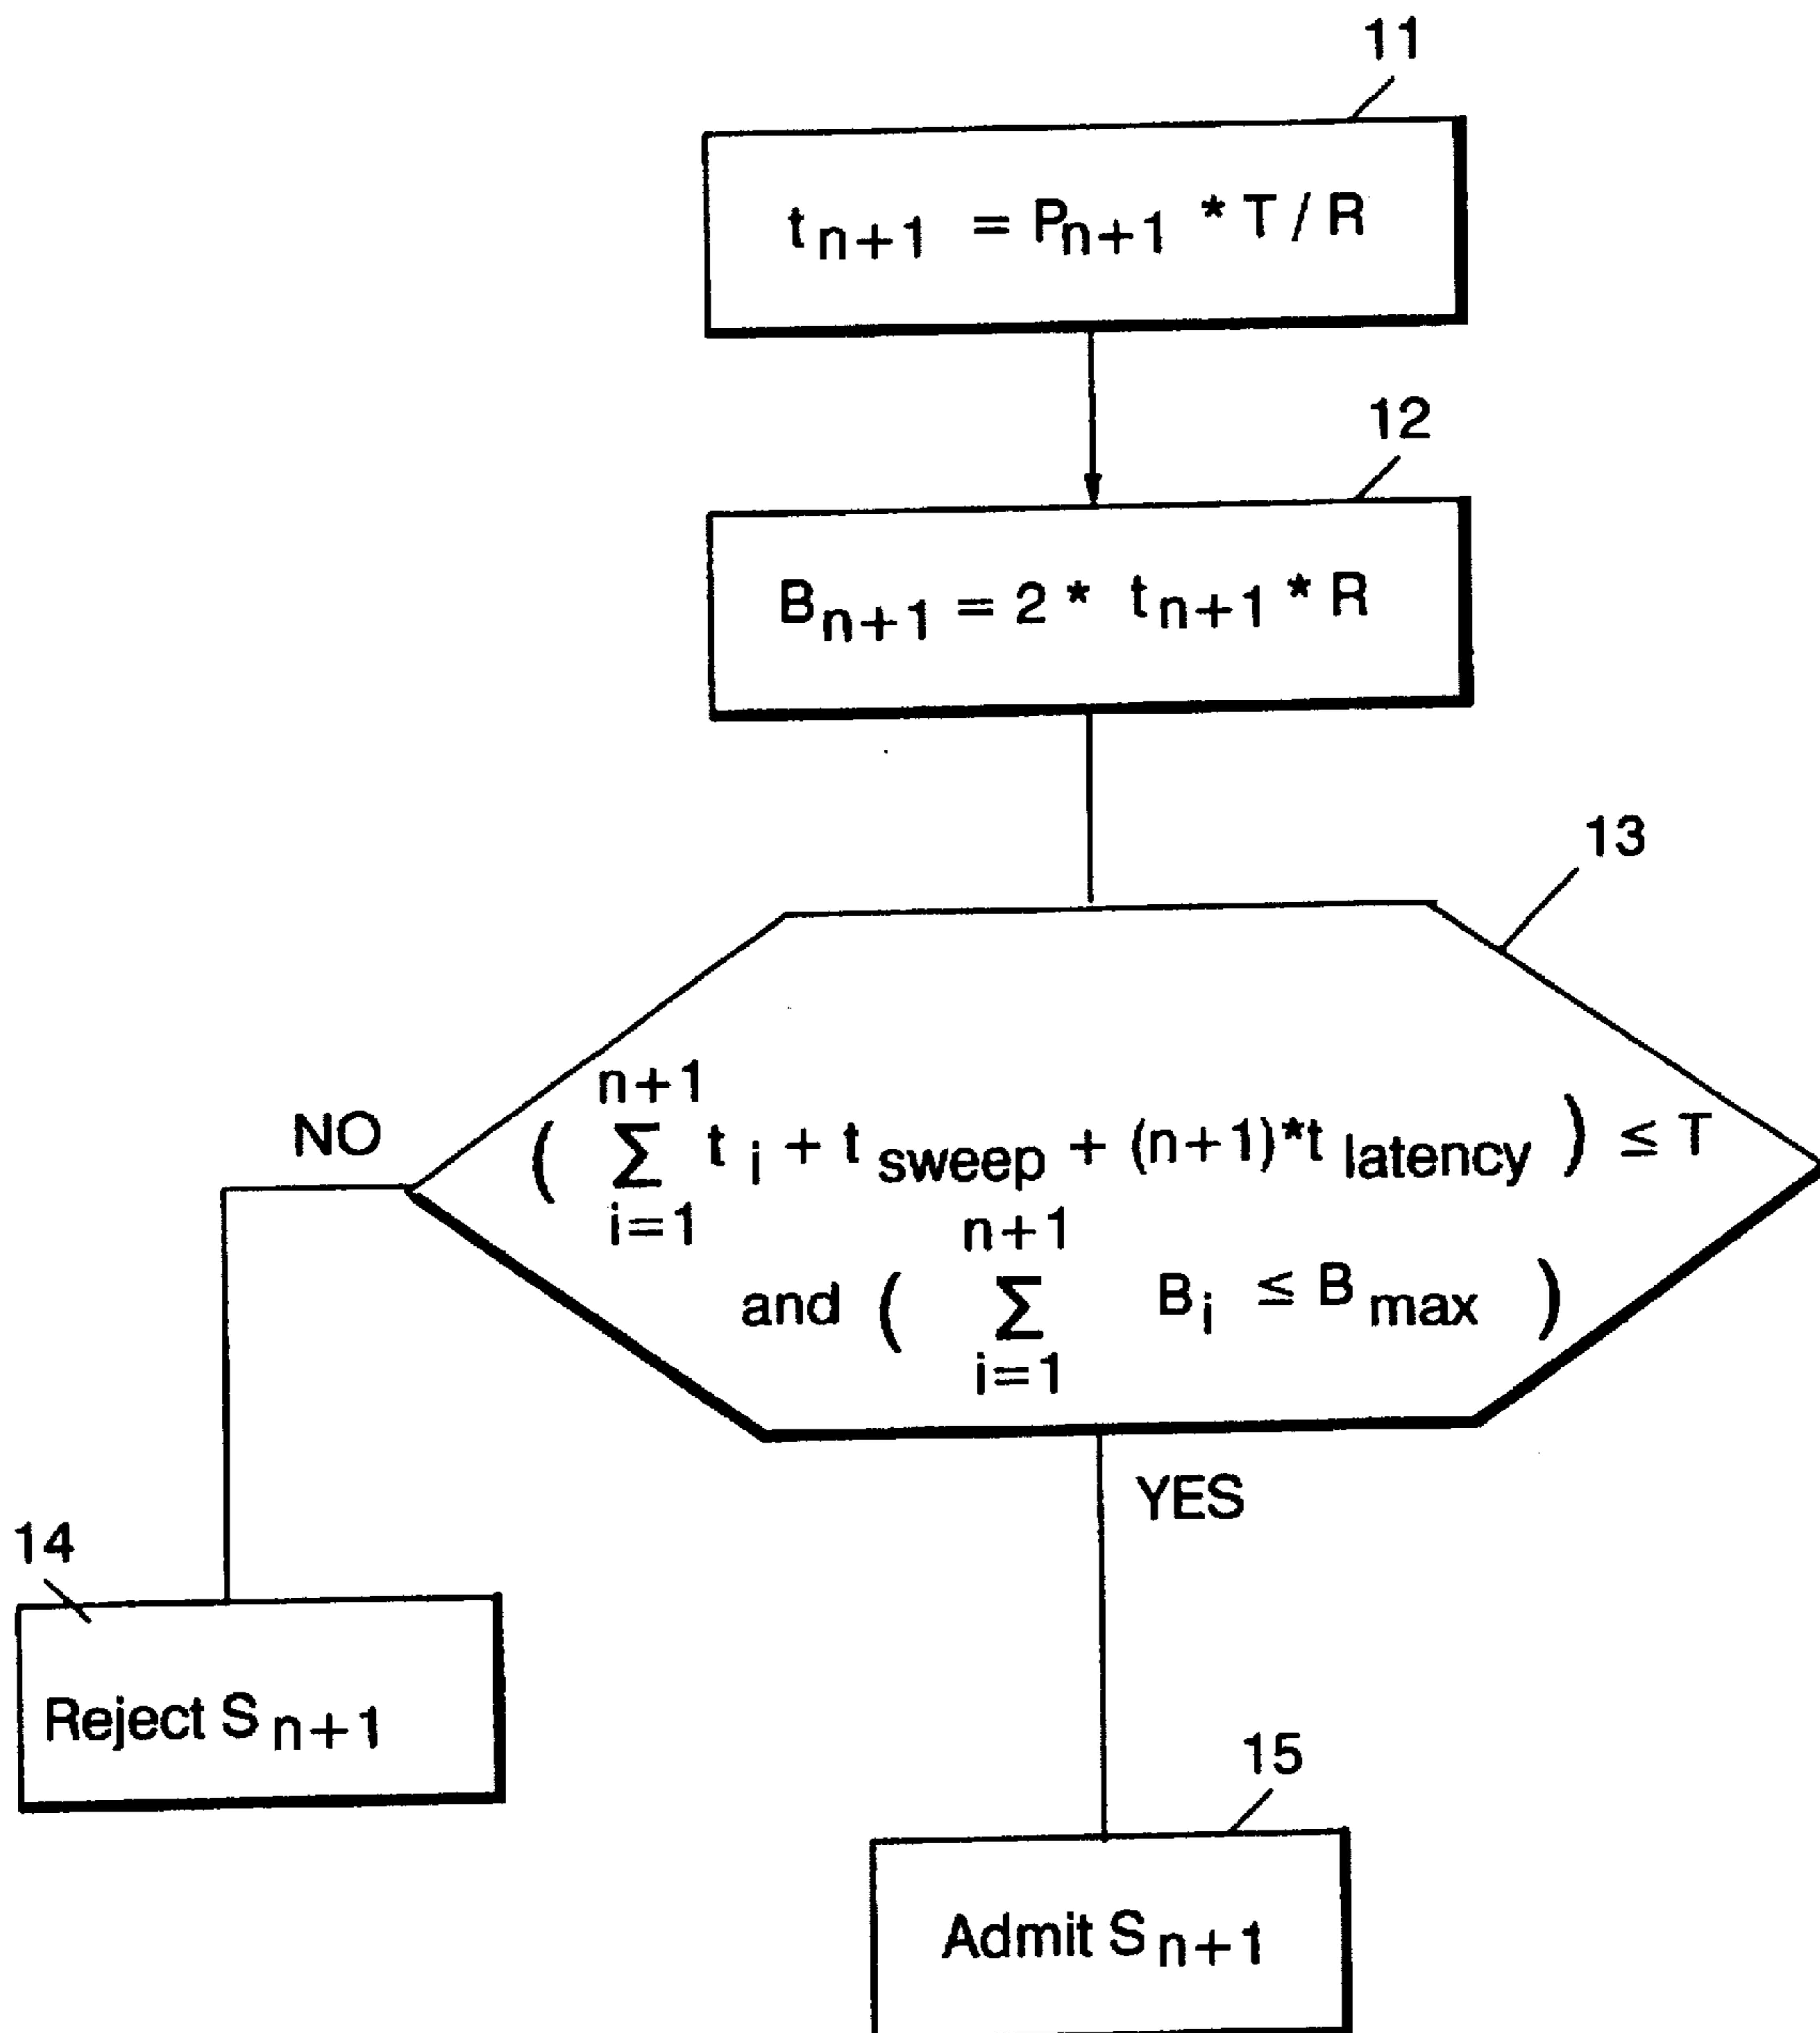 11
t n+1 = P n+1 * T / R
12
B n+1 = 2 * t n+1 * R
13
n+1
NO
( Σ t i + t sweep + (n+1)*t latency ) ≤ T
i=1
n+1
and ( Σ B i ≤ B max )
i=1
YES
14
Reject S n+1
15
Admit S n+1